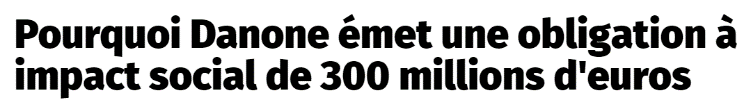 Pourquoi Danone émet une obligation à
impact social de 300 millions d'euros